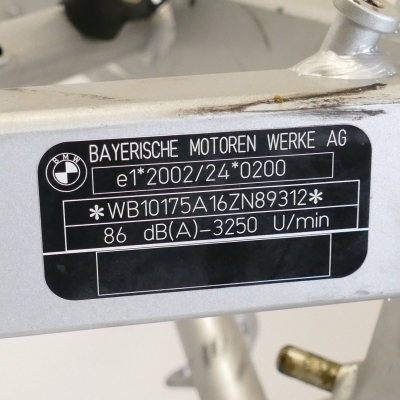 BMW
BAYERISCHE MOTOREN WERKE AG
e1*2002/24*0200
*WB10175A16ZN89312*
86 dB(A)-3250 U/min